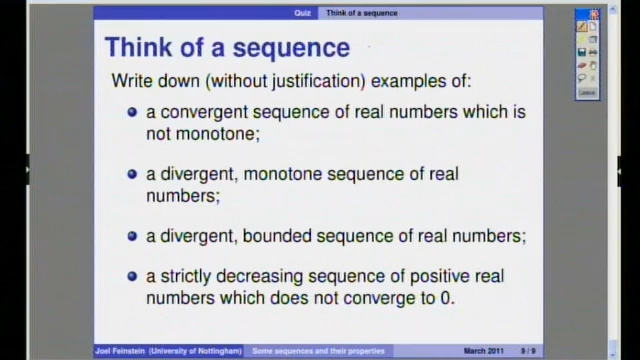 Quiz Think of a sequence
Think of a sequence
Write down (without justification) examples of:
a convergent sequence of real numbers which is
not monotone;
a divergent, monotone sequence of real
numbers;
a divergent, bounded sequence of real numbers;
a strictly decreasing sequence of positive real
numbers which does not converge to 0.
Joel Feinstein (University of Nottingham) Some sequences and their properties March 2011 9 / 9